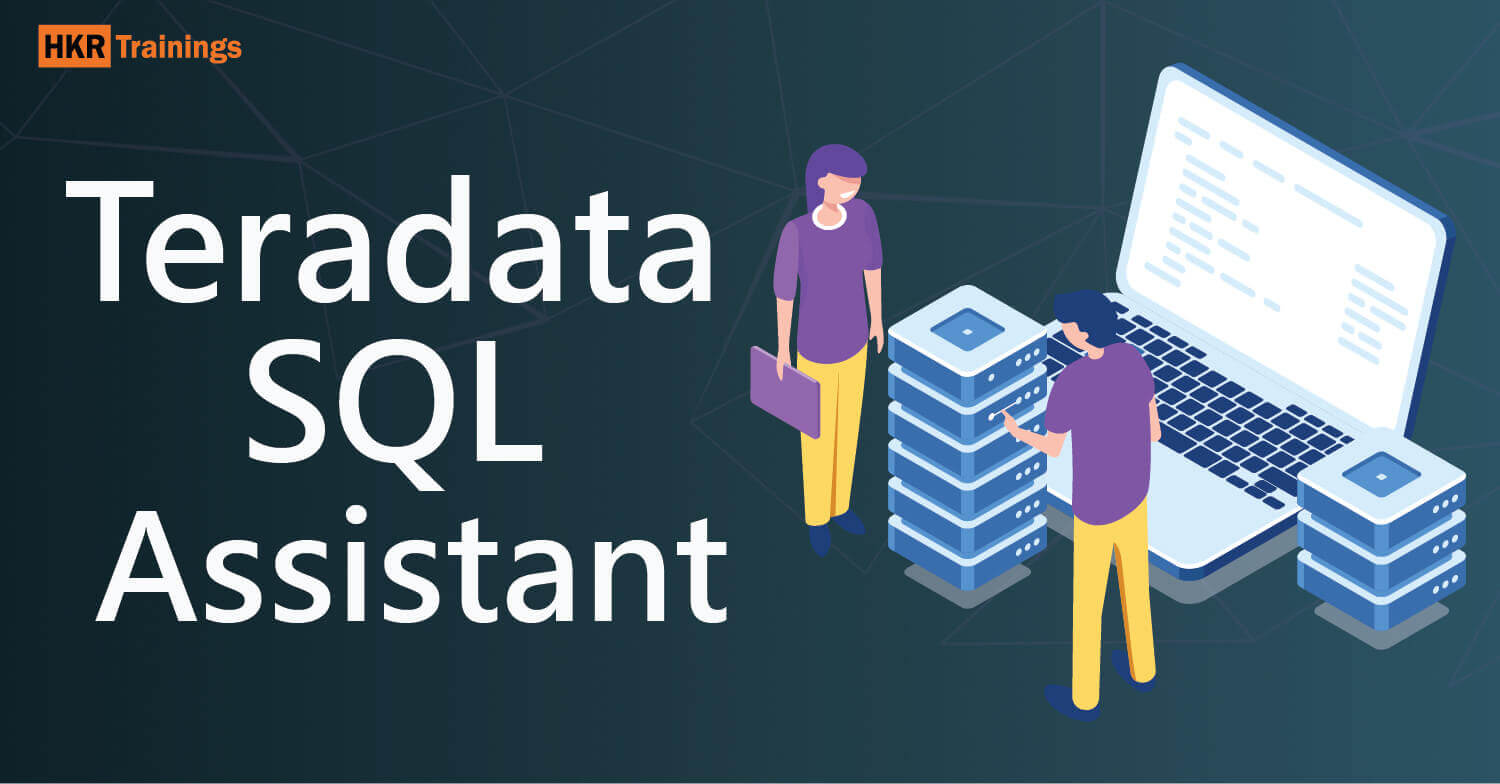 HKR Trainings
Teradata
SQL
Assistant